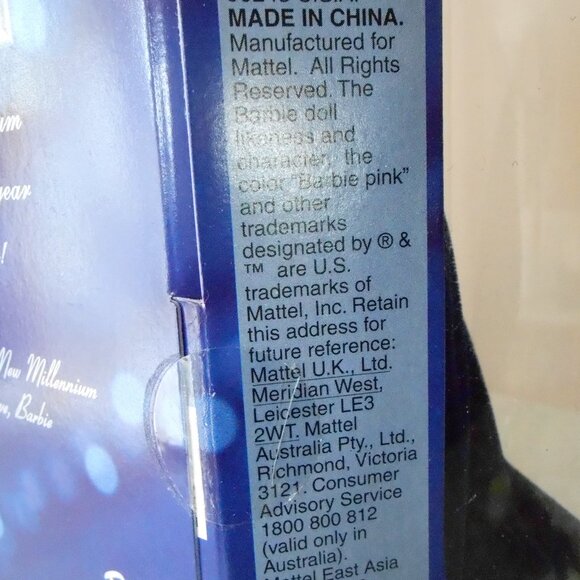 MADE IN CHINA.
Manufactured for
Mattel. All Rights
Reserved. The
Barbie doll
likeness and
character, the
color "Barbie pink"
and other
trademarks
designated by ® &
™ are U.S.
trademarks of
Mattel, Inc. Retain
this address for
future reference:
Mattel U.K., Ltd.
Meridian West,
Leicester LE3
2WT. Mattel
Australia Pty., Ltd.,
Richmond, Victoria
3121. Consumer
Advisory Service
1800 800 812
(valid only in
Australia).
Mattel East Asia
New Millennium
Barbie